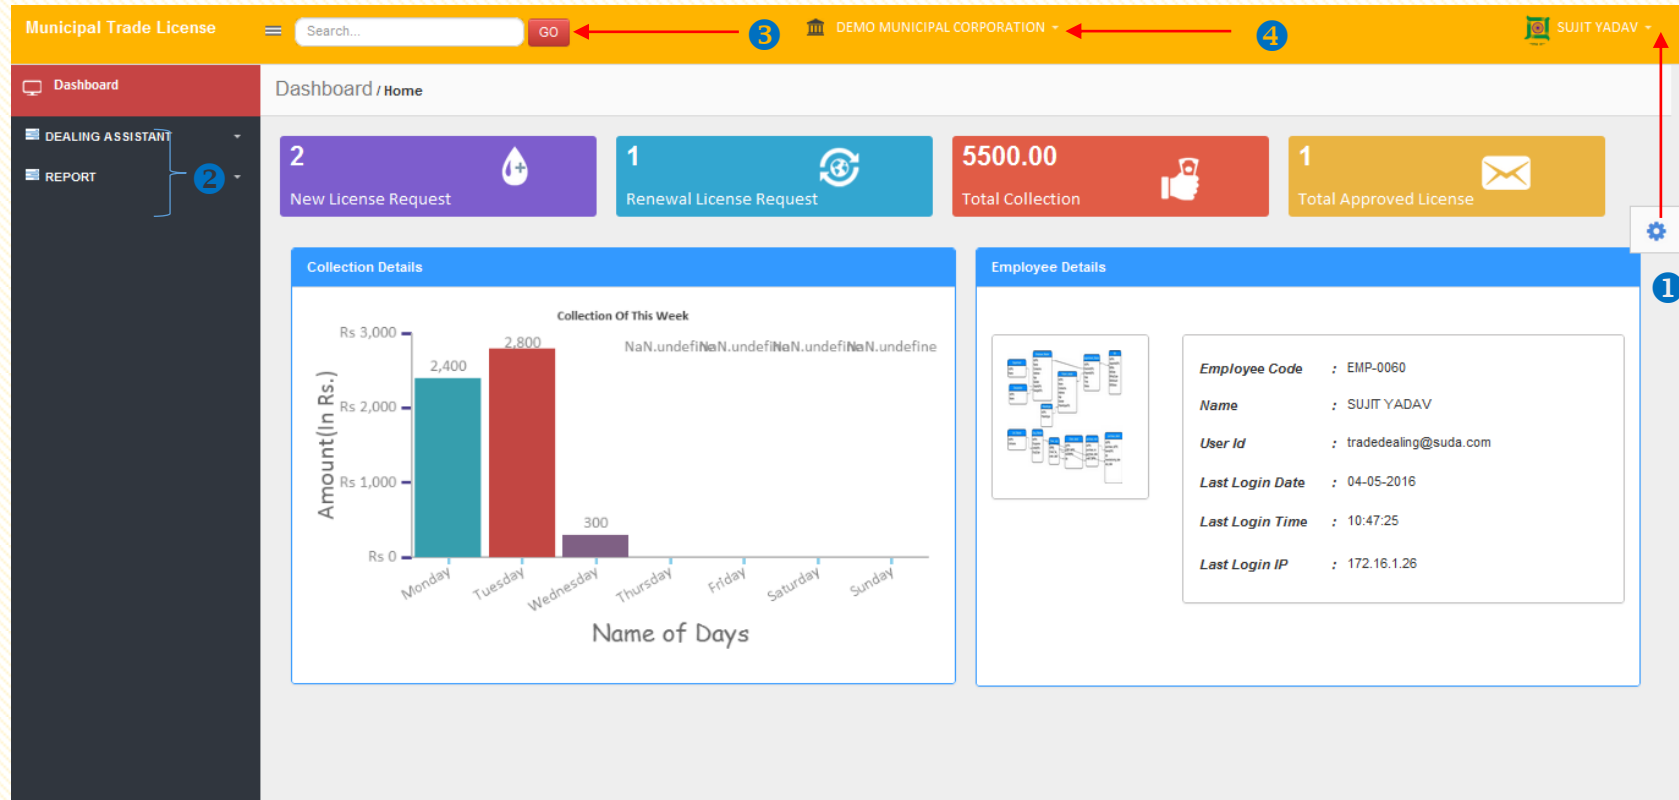 Municipal Trade License
Search...
GO
3
DEMO MUNICIPAL CORPORATION
4
SUJIT YADAV
Dashboard
Dashboard / Home
DEALING ASSISTANT
REPORT
2
2
New License Request
1
Renewal License Request
5500.00
Total Collection
1
Total Approved License
1
Collection Details
Collection Of This Week
Rs 3,000
Rs 2,000
Rs 1,000
Rs 0
Amount(In Rs.)
2,400
2,800
300
NaN.undefineNaN.undefineNaN.undefineNaN.undefine
Monday
Tuesday
Wednesday
Thursday
Friday
Saturday
Sunday
Name of Days
Employee Details
Employee Code : EMP-0060
Name : SUJIT YADAV
User Id : tradedealing@suda.com
Last Login Date : 04-05-2016
Last Login Time : 10:47:25
Last Login IP : 172.16.1.26